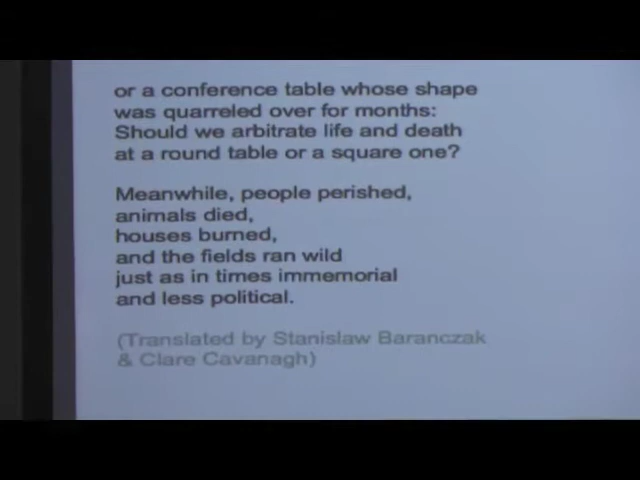 or a conference table whose shape
was quarreled over for months:
Should we arbitrate life and death
at a round table or a square one?
Meanwhile, people perished,
animals died,
houses burned,
and the fields ran wild
just as in times immemorial
and less political.
(Translated by Stanislaw Baranczak
& Clare Cavanagh)